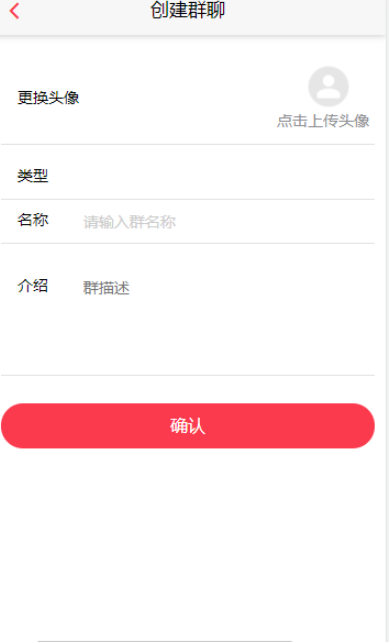 创建群聊
更换头像
点击上传头像
类型
名称 请输入群名称
介绍 群描述
确认